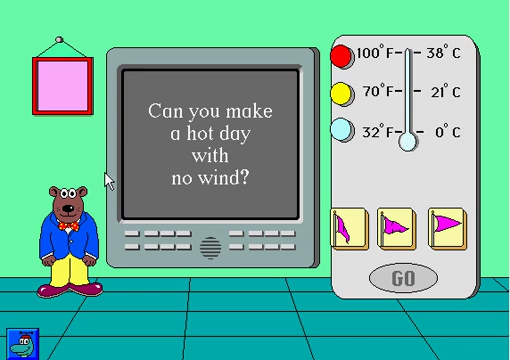 Can you make
a hot day
with
no wind?
100°F 38°C
70°F 21°C
32°F 0°C
GO